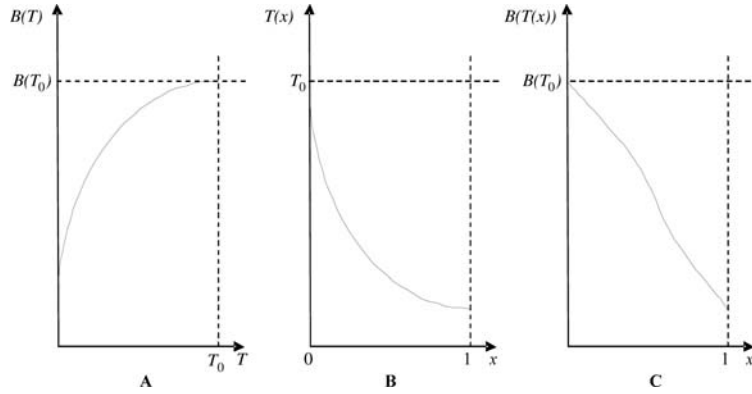 B(T)
B(T₀)
T₀
T
A
T(x)
T₀
0
1
x
B
B(T(x))
B(T₀)
1
x
C